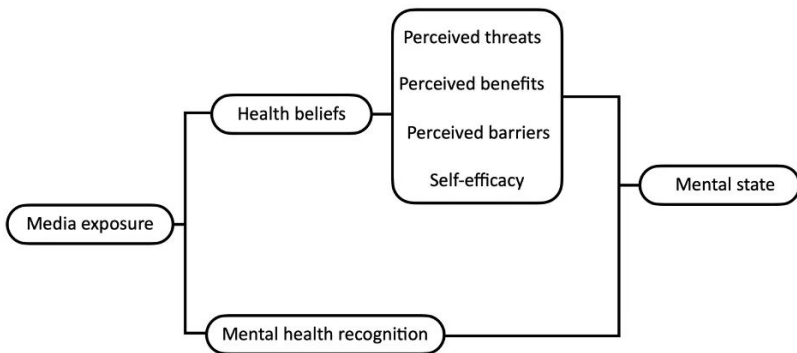 Perceived threats
Perceived benefits
Health beliefs
Perceived barriers
Self-efficacy
Mental state
Media exposure
Mental health recognition